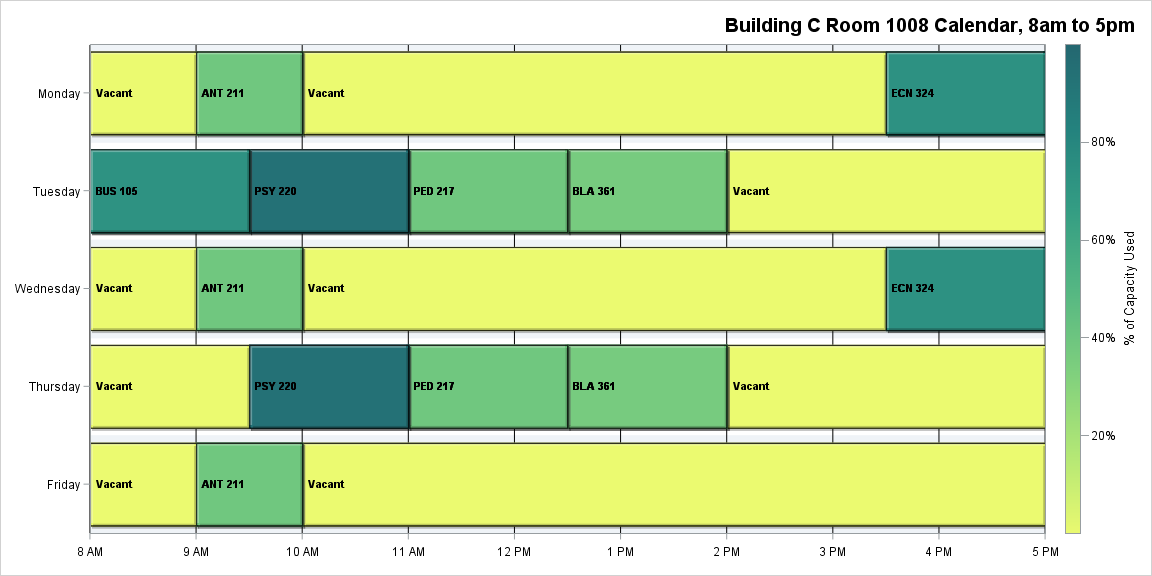 Building C Room 1008 Calendar, 8am to 5pm
Monday
Vacant
ANT 211
Vacant
ECN 324
Tuesday
BUS 105
PSY 220
PED 217
BLA 361
Vacant
Wednesday
Vacant
ANT 211
Vacant
ECN 324
Thursday
Vacant
PSY 220
PED 217
BLA 361
Vacant
Friday
Vacant
ANT 211
Vacant
8 AM
9 AM
10 AM
11 AM
12 PM
1 PM
2 PM
3 PM
4 PM
5 PM
80%
60%
40%
20%
% of Capacity Used